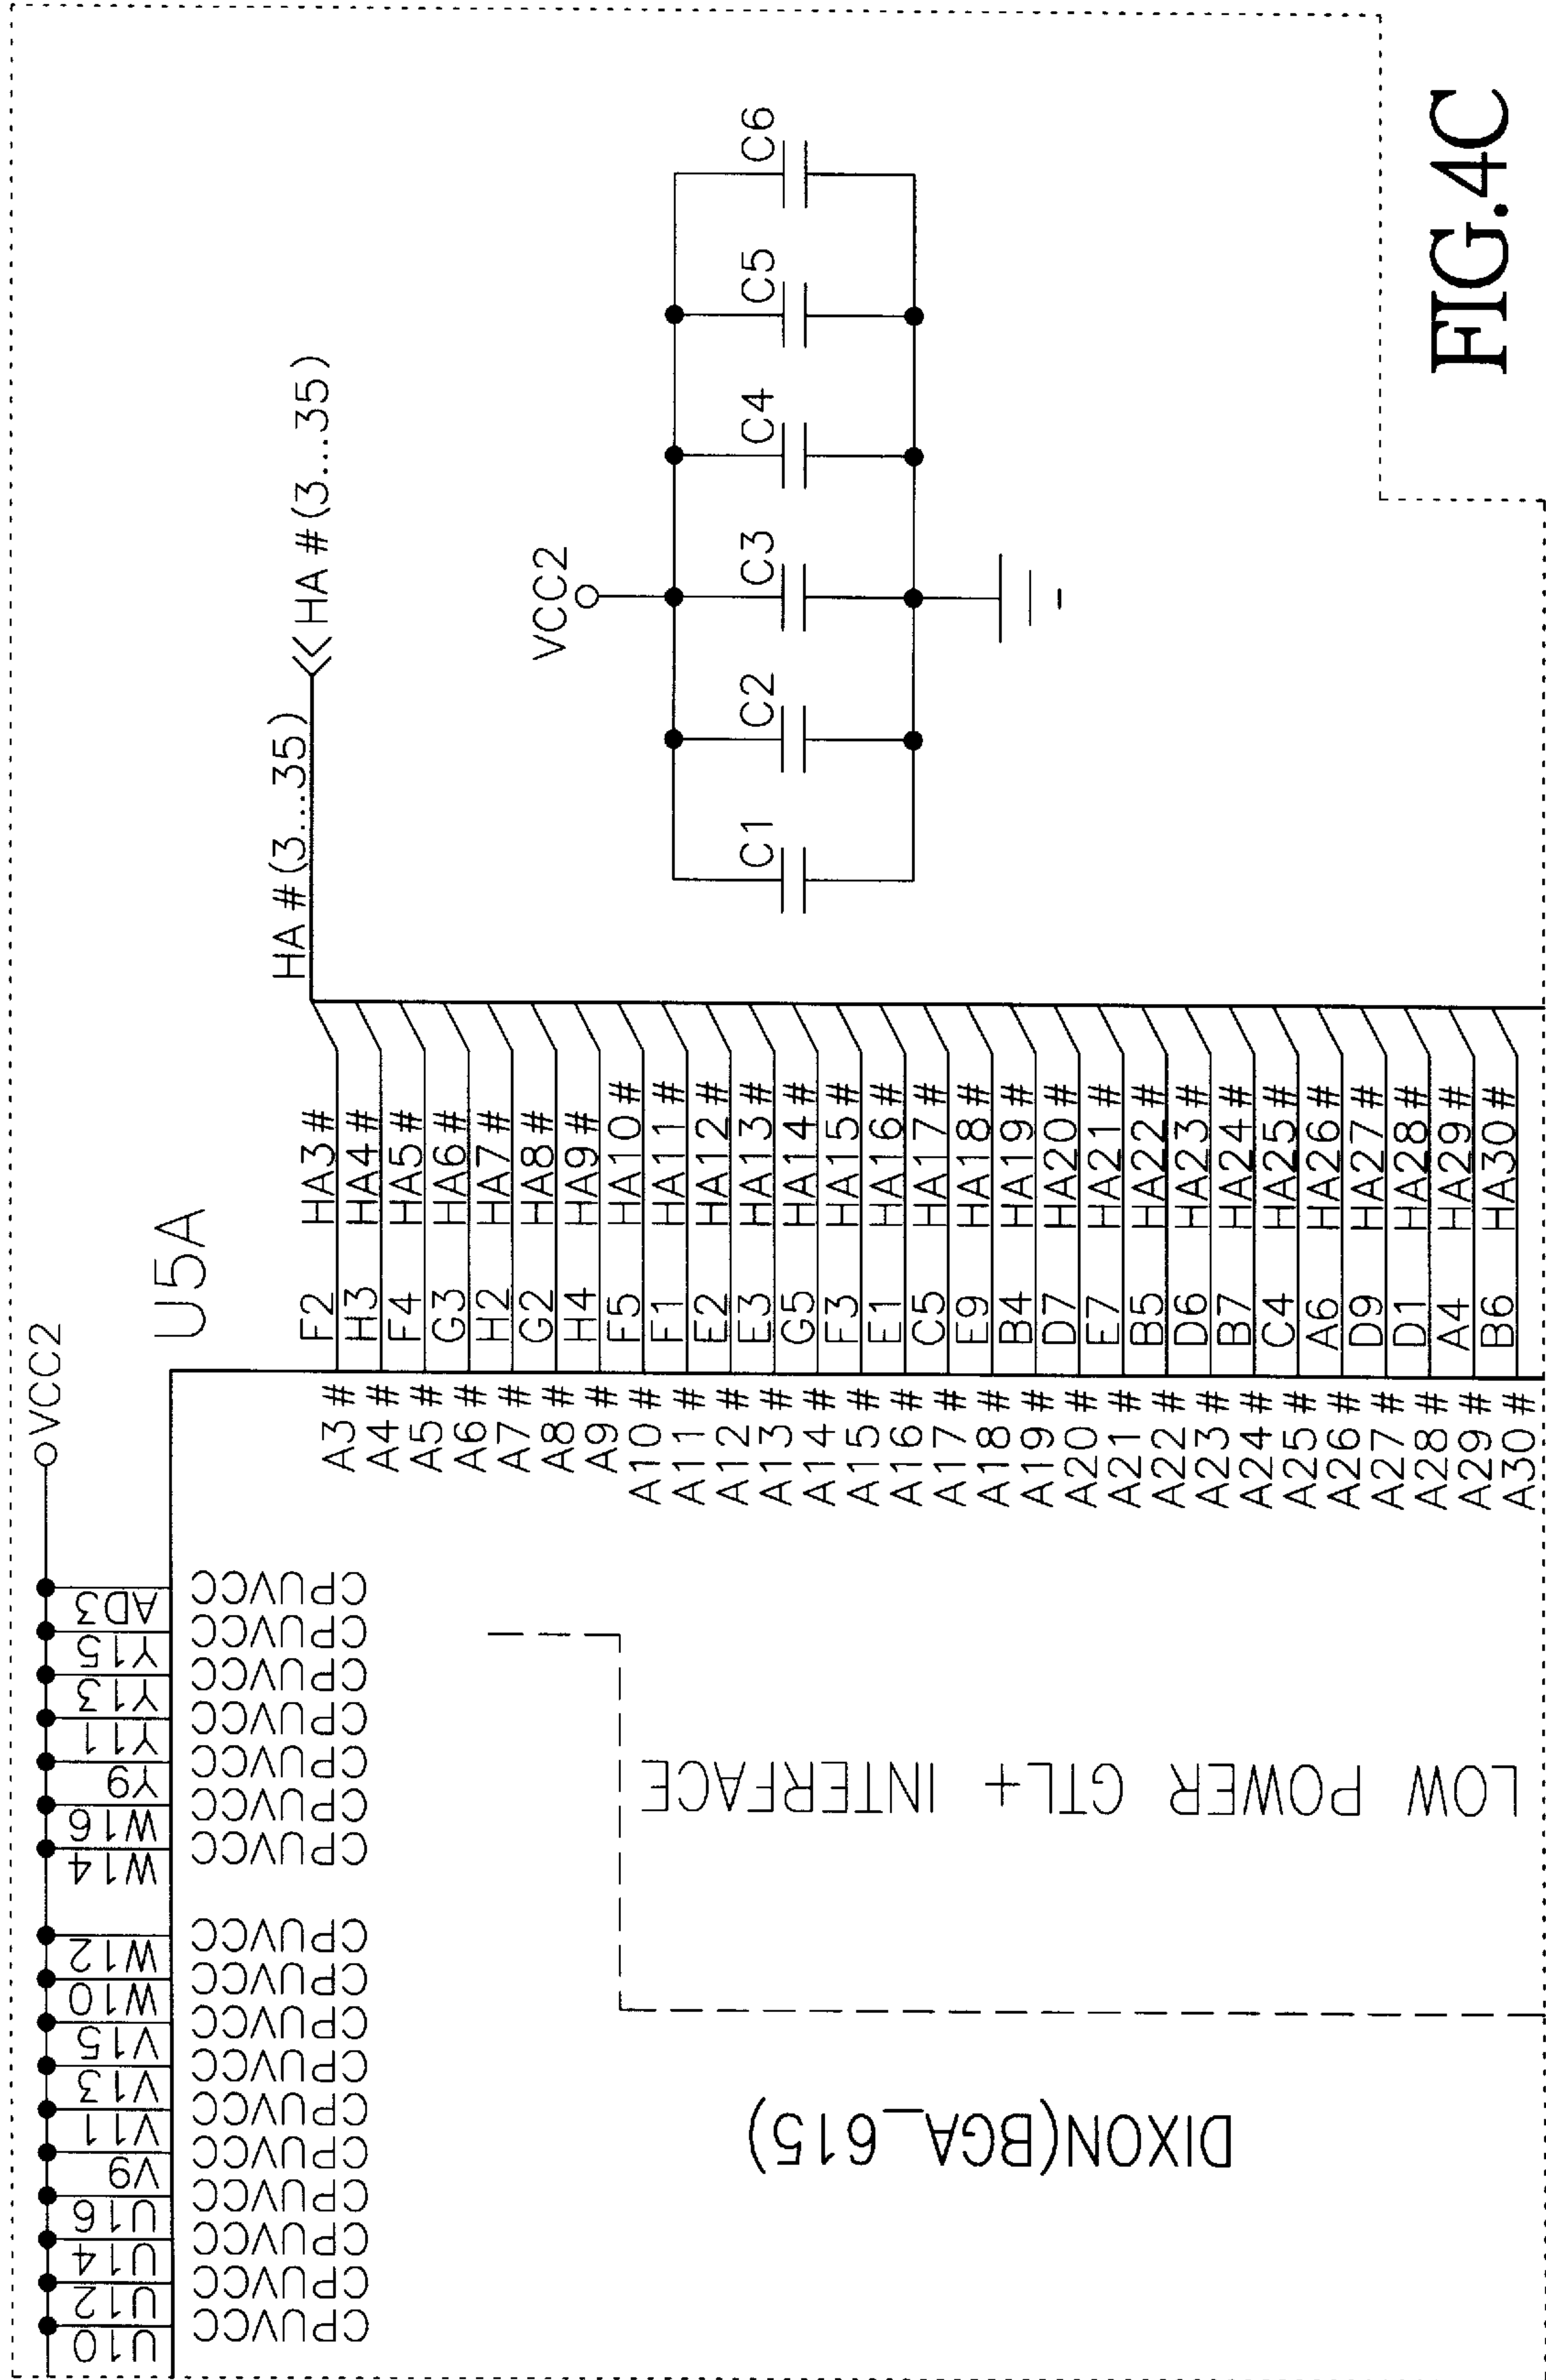 VCC2
AD3 CPUVCC
Y15 CPUVCC
Y13 CPUVCC
Y11 CPUVCC
Y9 CPUVCC
W16 CPUVCC
W14 CPUVCC
W12 CPUVCC
W10 CPUVCC
V15 CPUVCC
V13 CPUVCC
V11 CPUVCC
V9 CPUVCC
U16 CPUVCC
U14 CPUVCC
U12 CPUVCC
U10 CPUVCC
U5A
HA#(3...35)
HA#(3...35)
A3# F2 HA3#
A4# H3 HA4#
A5# F4 HA5#
A6# G3 HA6#
A7# H2 HA7#
A8# G2 HA8#
A9# H4 HA9#
A10# F5 HA10#
A11# F1 HA11#
A12# E2 HA12#
A13# E3 HA13#
A14# G5 HA14#
A15# F3 HA15#
A16# E1 HA16#
A17# C5 HA17#
A18# E9 HA18#
A19# B4 HA19#
A20# D7 HA20#
A21# E7 HA21#
A22# B5 HA22#
A23# D6 HA23#
A24# B7 HA24#
A25# C4 HA25#
A26# A6 HA26#
A27# D9 HA27#
A28# D1 HA28#
A29# A4 HA29#
A30# B6 HA30#
LOW POWER GTL+ INTERFACE
DIXON(BGA_615)
VCC2
C1 C2 C3 C4 C5 C6
FIG.4C